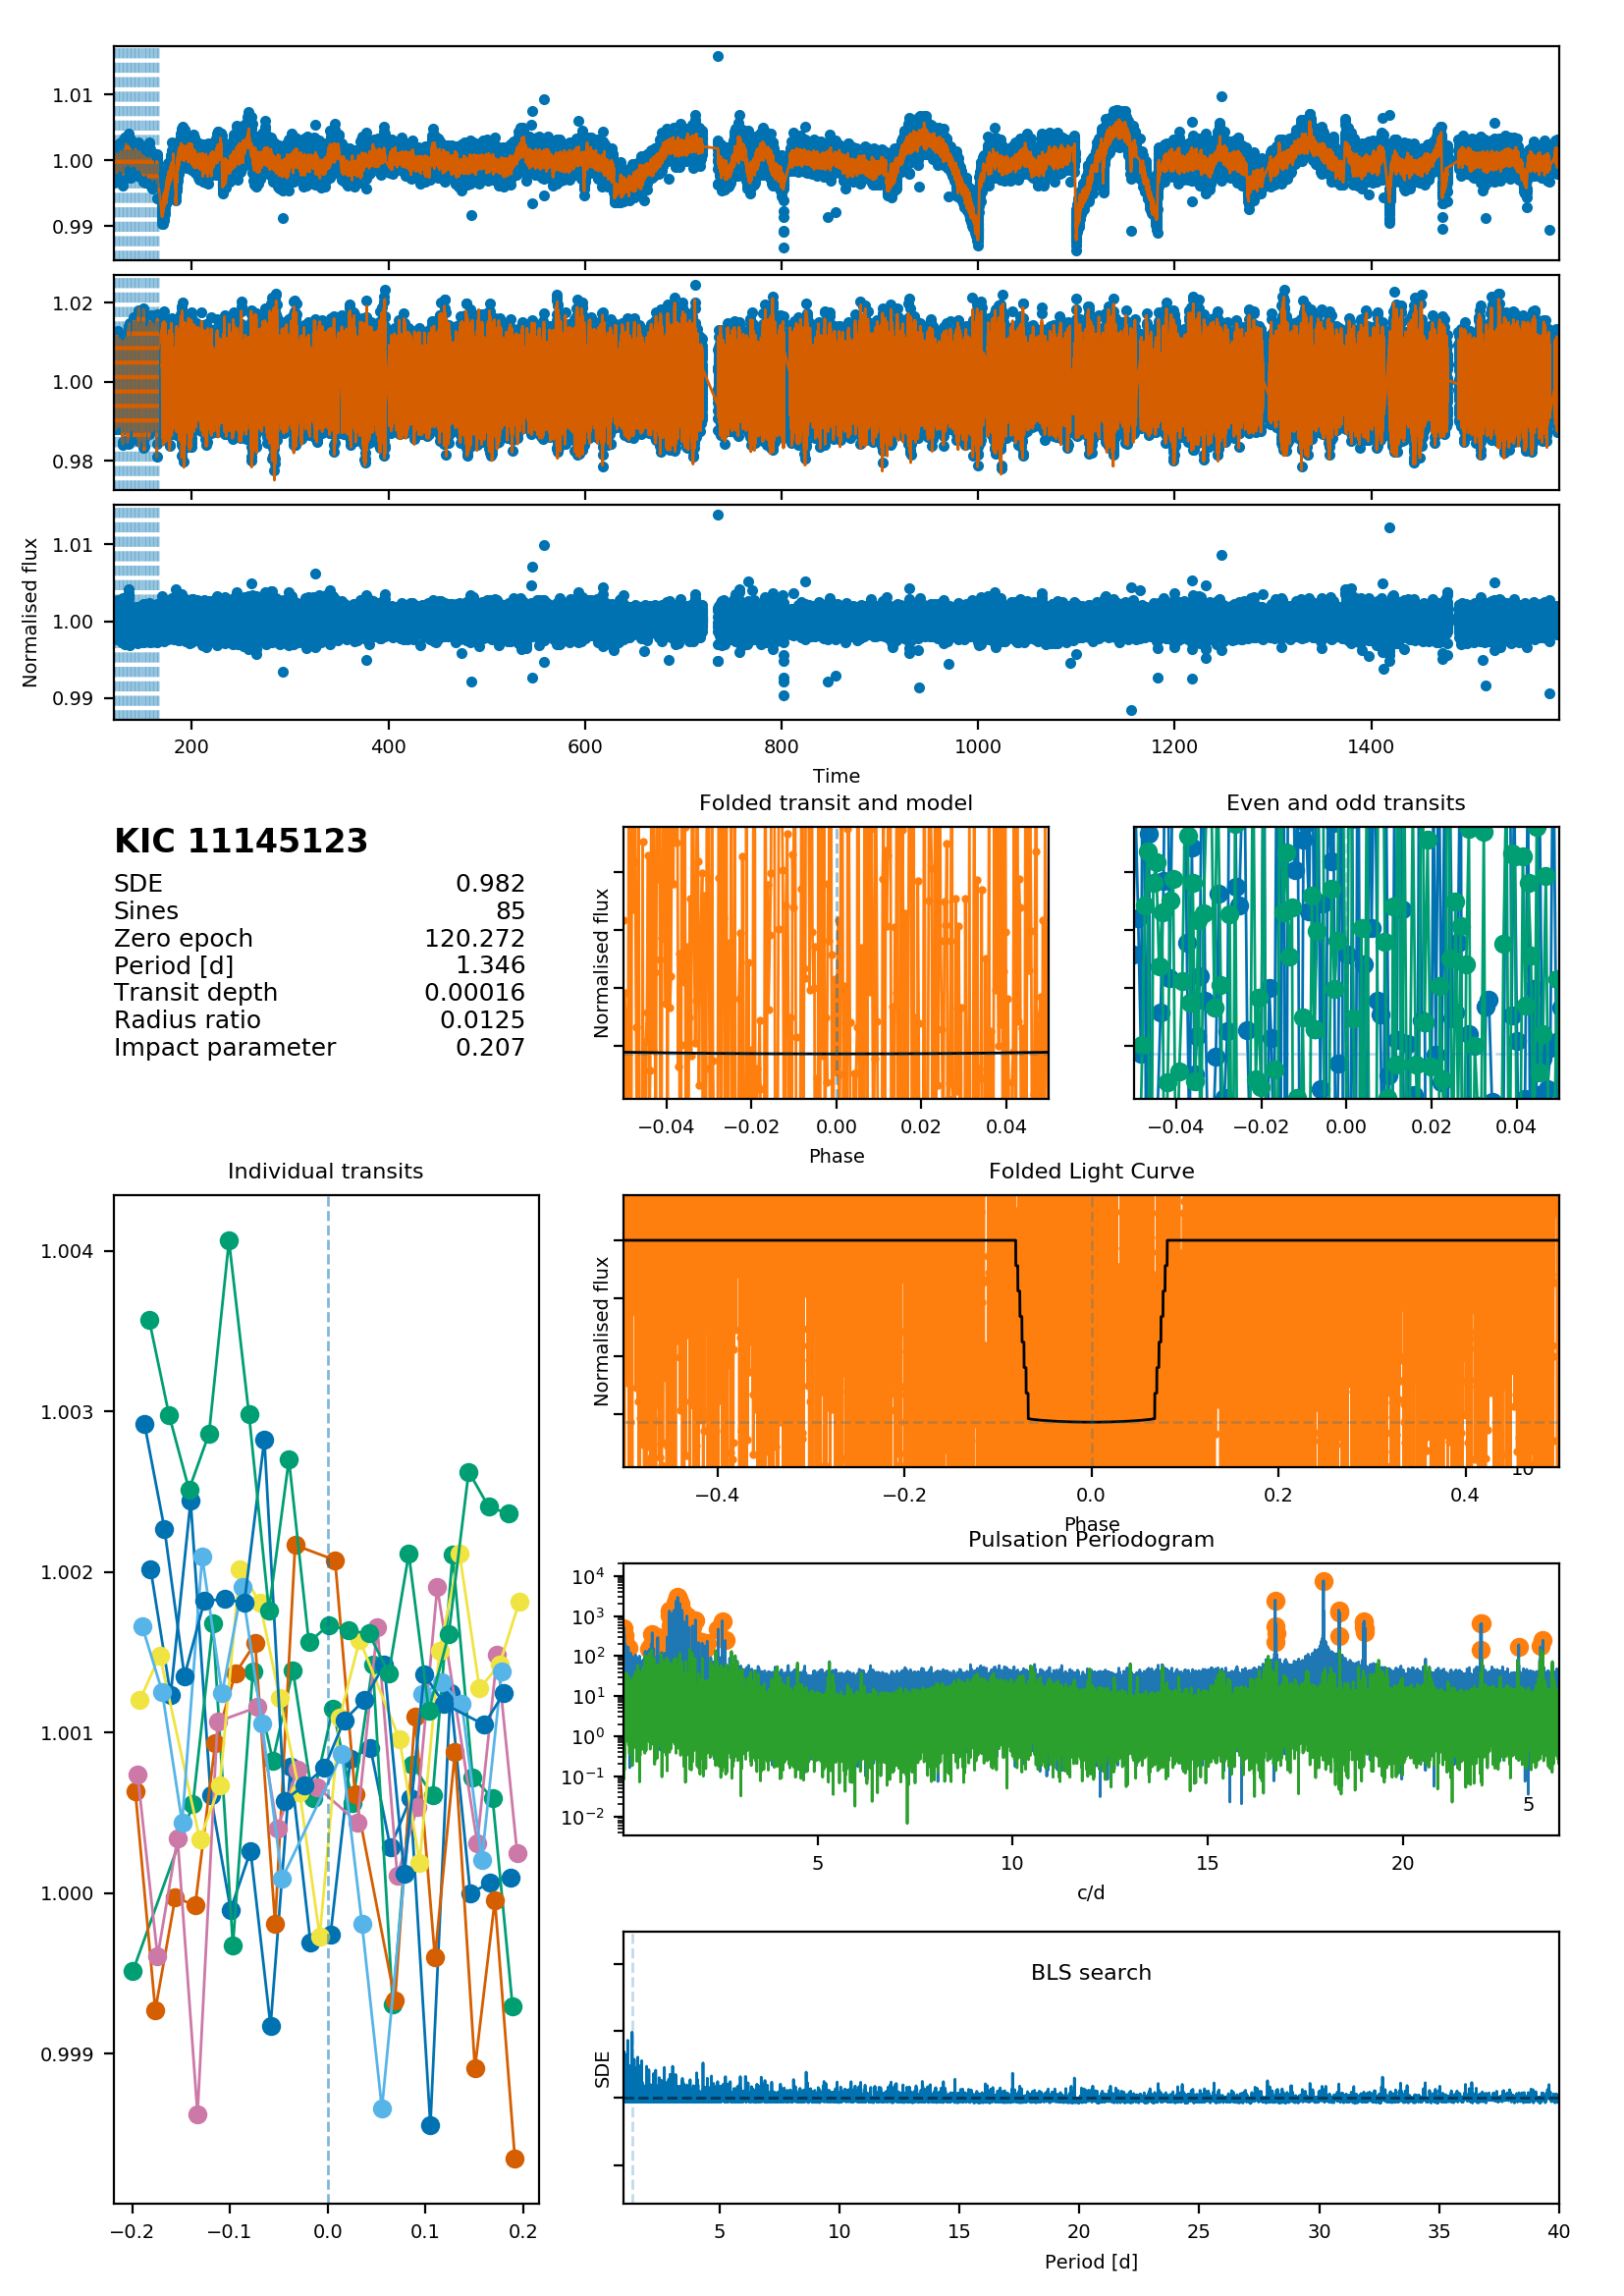 1.01
1.00
0.99
1.02
1.00
0.98
1.01
1.00
0.99
Normalised flux
200 400 600 800 1000 1200 1400
Time
KIC 11145123
SDE 0.982
Sines 85
Zero epoch 120.272
Period [d] 1.346
Transit depth 0.00016
Radius ratio 0.0125
Impact parameter 0.207
Folded transit and model
Normalised flux
−0.04 −0.02 0.00 0.02 0.04
Phase
Even and odd transits
−0.04 −0.02 0.00 0.02 0.04
Individual transits
1.004
1.003
1.002
1.001
1.000
0.999
−0.2 −0.1 0.0 0.1 0.2
Folded Light Curve
Normalised flux
10
−0.4 −0.2 0.0 0.2 0.4
Phase
Pulsation Periodogram
10⁴
10³
10²
10¹
10⁰
10⁻¹
10⁻²
5
5 10 15 20
c/d
BLS search
SDE
5 10 15 20 25 30 35 40
Period [d]